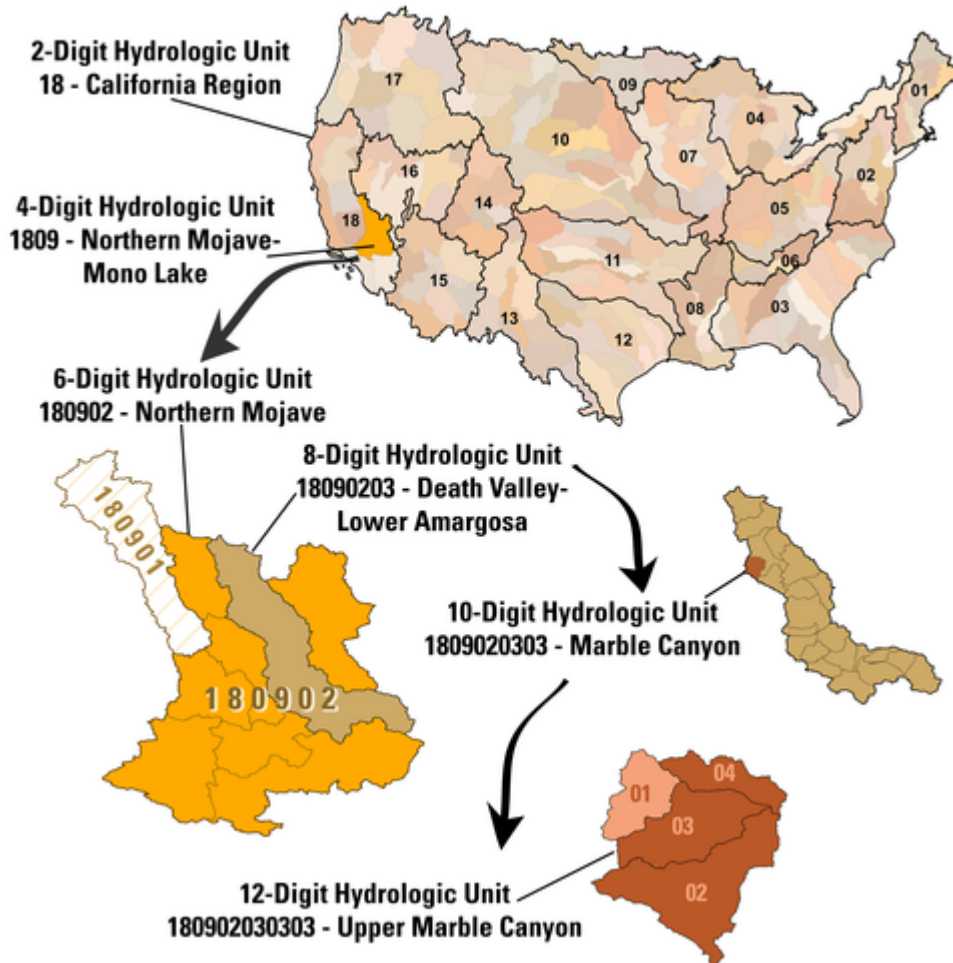 2-Digit Hydrologic Unit
18 - California Region
17
09
01
04
10
07
16
02
4-Digit Hydrologic Unit
1809 - Northern Mojave-
Mono Lake
18
14
05
11
06
15
08
03
13
12
6-Digit Hydrologic Unit
180902 - Northern Mojave
8-Digit Hydrologic Unit
18090203 - Death Valley-
Lower Amargosa
180901
10-Digit Hydrologic Unit
1809020303 - Marble Canyon
180902
04
01
03
02
12-Digit Hydrologic Unit
180902030303 - Upper Marble Canyon